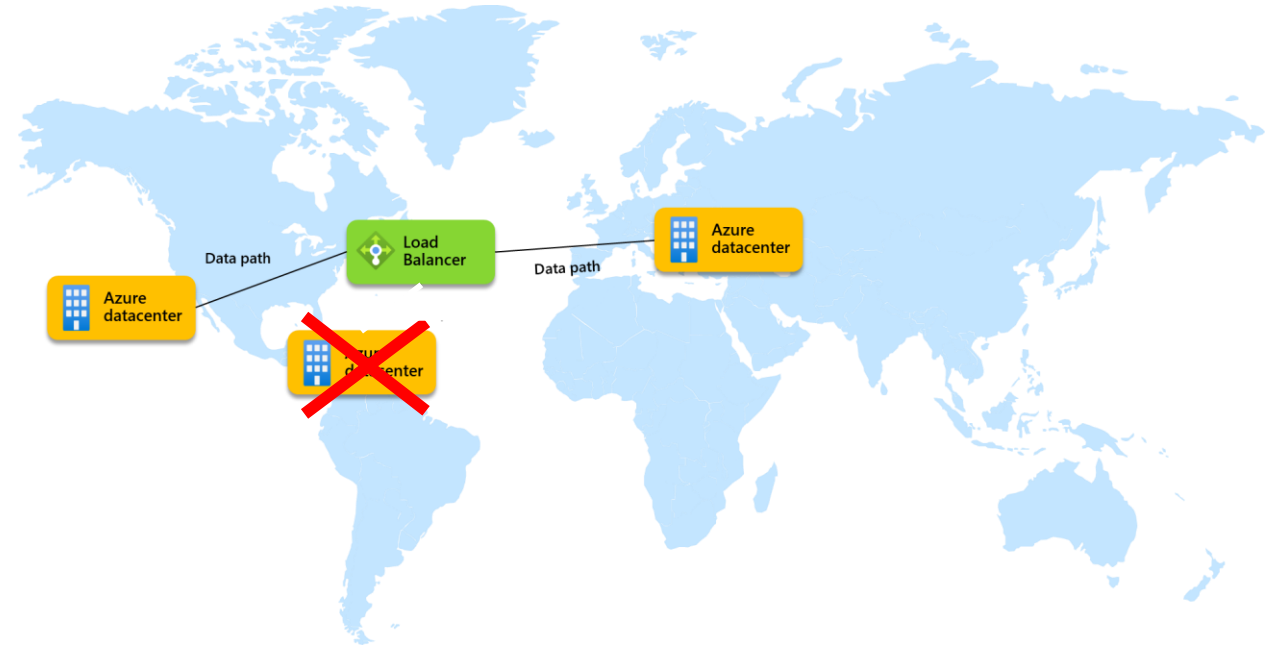 Load
Balancer
Azure
datacenter
Data path
Data path
Azure
datacenter